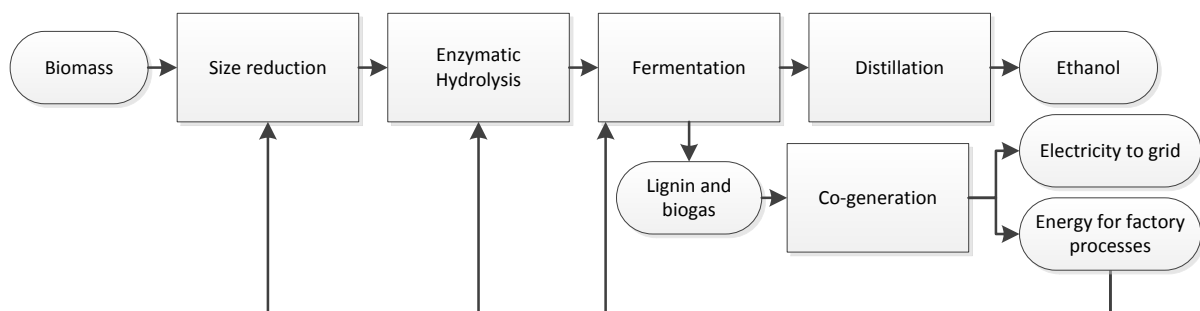 Biomass
Size reduction
Enzymatic
Hydrolysis
Fermentation
Distillation
Ethanol
Lignin and
biogas
Co-generation
Electricity to grid
Energy for factory
processes